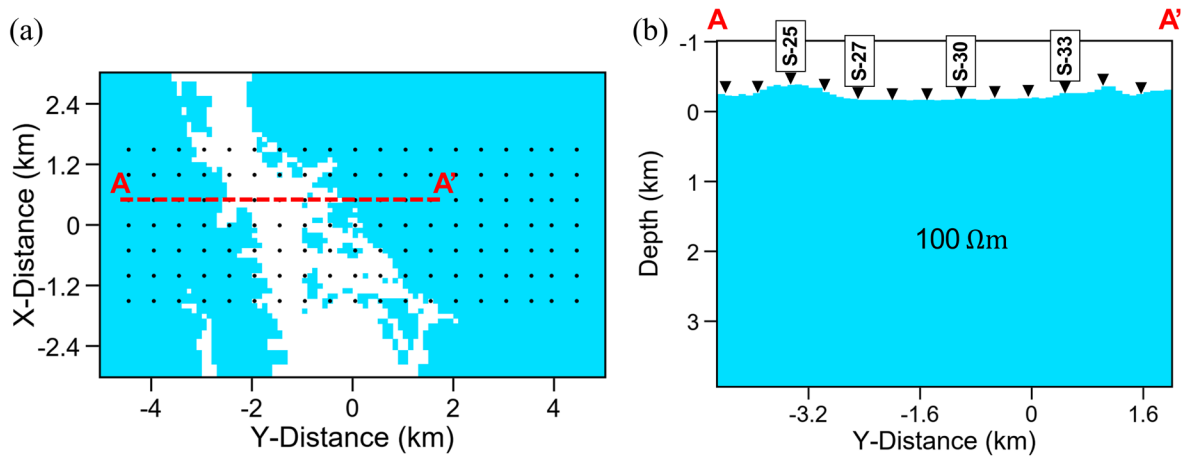 (a)
2.4
1.2
0
-1.2
-2.4
X-Distance (km)
A
A'
-4
-2
0
2
4
Y-Distance (km)
(b)
A
A'
S-25
S-27
S-30
S-33
-1
0
1
2
3
Depth (km)
100 Ωm
-3.2
-1.6
0
1.6
Y-Distance (km)